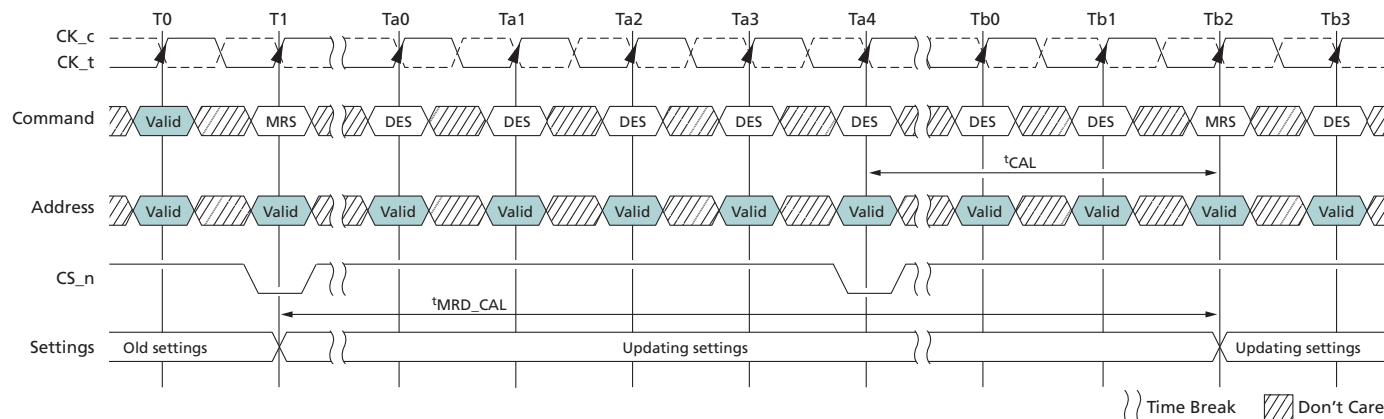 T0 T1 Ta0 Ta1 Ta2 Ta3 Ta4 Tb0 Tb1 Tb2 Tb3
CK_c
CK_t
Command Valid MRS DES DES DES DES DES DES DES MRS DES
tCAL
Address Valid Valid Valid Valid Valid Valid Valid Valid Valid Valid Valid
CS_n
tMRD_CAL
Settings Old settings Updating settings Updating settings
Time Break Don't Care